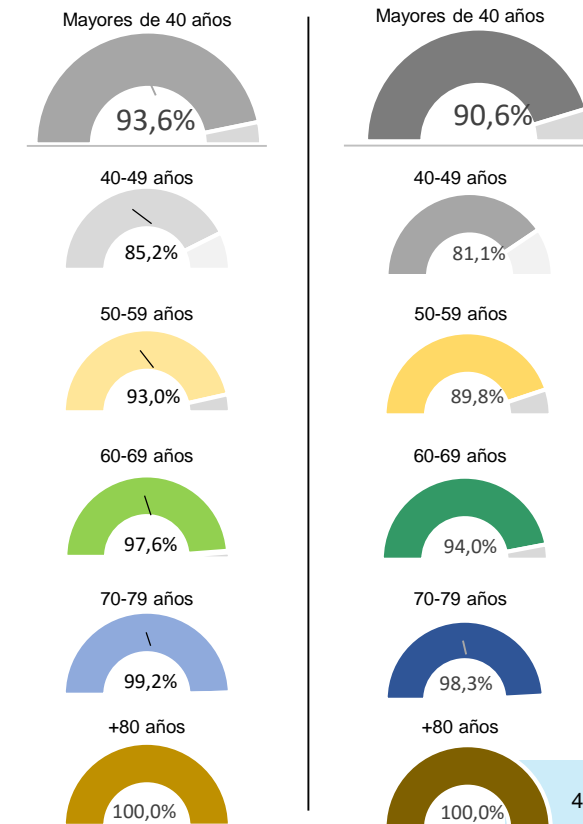 Mayores de 40 años
93,6%
40-49 años
85,2%
50-59 años
93,0%
60-69 años
97,6%
70-79 años
99,2%
+80 años
100,0%
Mayores de 40 años
90,6%
40-49 años
81,1%
50-59 años
89,8%
60-69 años
94,0%
70-79 años
98,3%
+80 años
100,0%
4